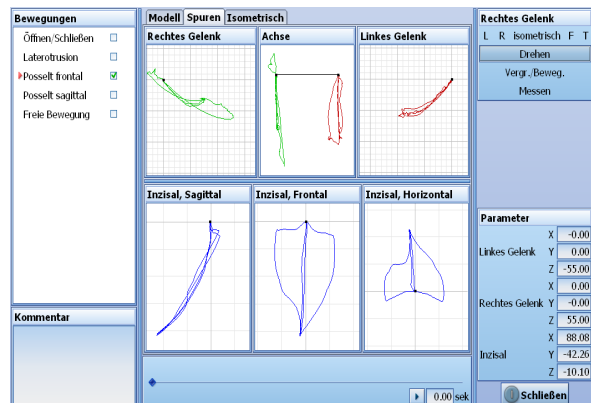 Bewegungen
Öffnen/Schließen
Laterotrusion
Posselt frontal
Posselt sagittal
Freie Bewegung
Kommentar
Modell Spuren Isometrisch
Rechtes Gelenk Achse Linkes Gelenk
Inzisal, Sagittal Inzisal, Frontal Inzisal, Horizontal
0.00 sek
Rechtes Gelenk
L R isometrisch F T
Drehen
Vergr./Beweg.
Messen
Parameter
X -0.00
Linkes Gelenk Y 0.00
Z -55.00
X 0.00
Rechtes Gelenk Y -0.00
Z 55.00
X 88.08
Inzisal Y -42.26
Z -10.10
Schließen